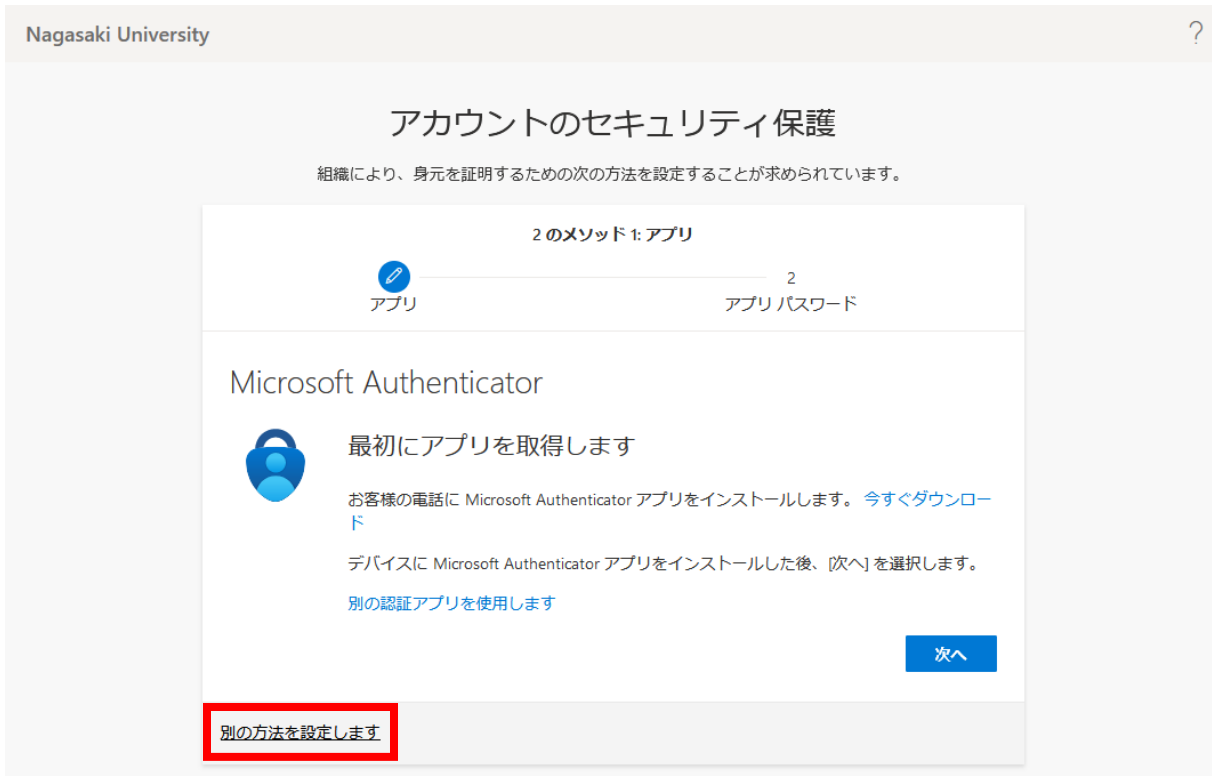 Nagasaki University
?
アカウントのセキュリティ保護
組織により、身元を証明するための次の方法を設定することが求められています。
2 のメソッド 1: アプリ
2
アプリ
アプリ パスワード
Microsoft Authenticator
最初にアプリを取得します
お客様の電話に Microsoft Authenticator アプリをインストールします。 今すぐダウンロー
ド
デバイスに Microsoft Authenticator アプリをインストールした後、[次へ] を選択します。
別の認証アプリを使用します
次へ
別の方法を設定します